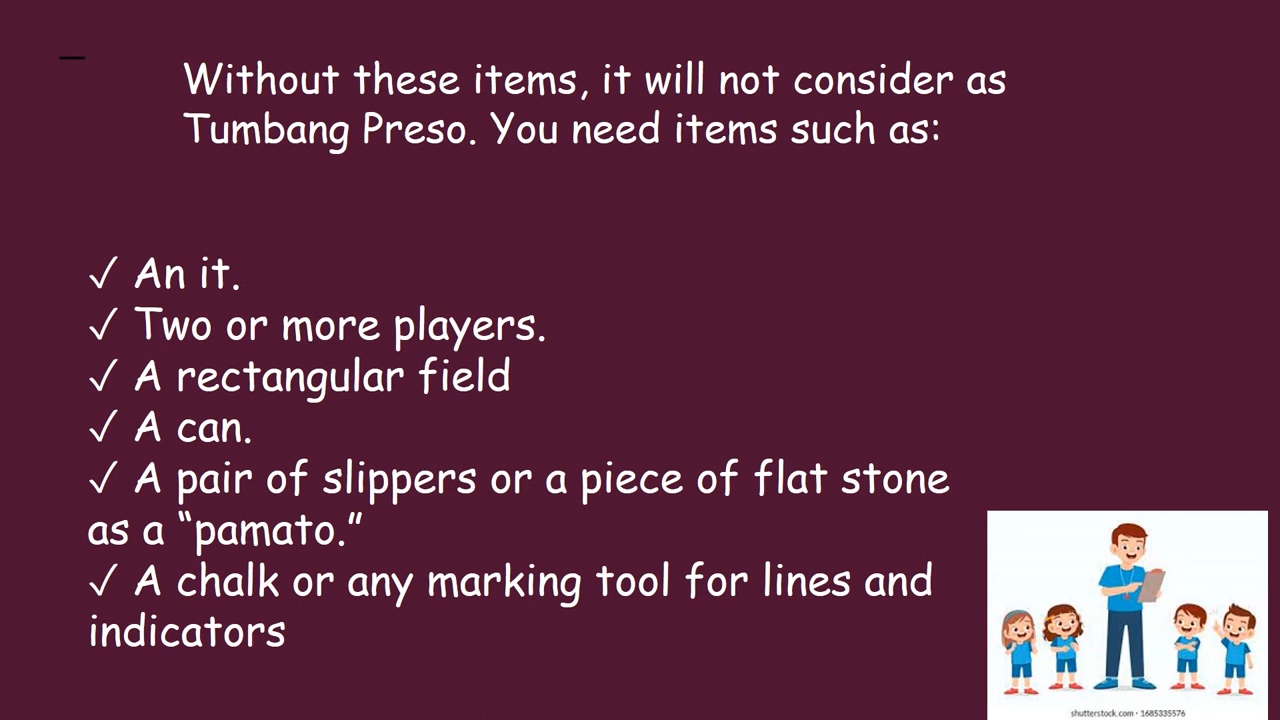 Without these items, it will not consider as
Tumbang Preso. You need items such as:
✓ An it.
✓ Two or more players.
✓ A rectangular field
✓ A can.
✓ A pair of slippers or a piece of flat stone
as a “pamato.”
✓ A chalk or any marking tool for lines and
indicators
shutterstock.com · 1685335576